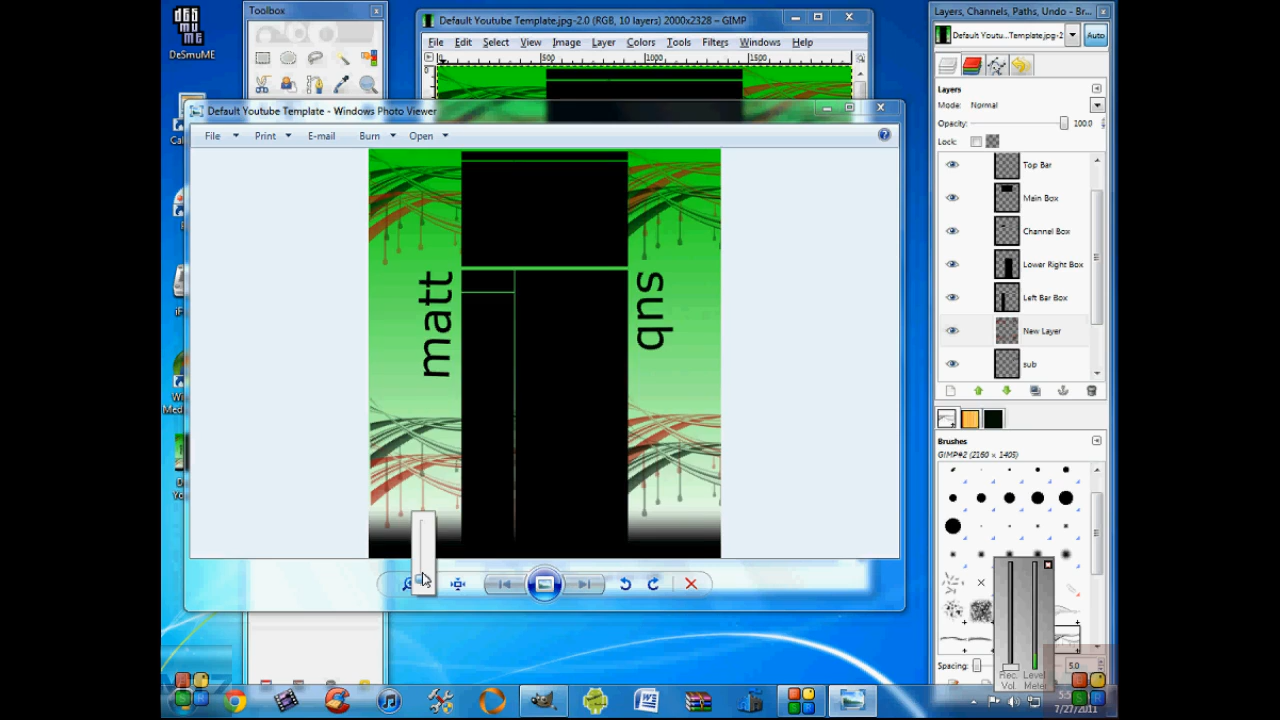 Toolbox
Default Youtube Template.jpg-2.0 (RGB, 10 layers) 2000x2328 – GIMP
Layers, Channels, Paths, Undo - Br...
DeSmuME
File Edit Select View Image Layer Colors Tools Filters Windows Help
Default Youtu...Template.jpg-2
Auto
0 500 1000 1500
Layers
Mode: Normal
Opacity: 100.0
Lock:
Default Youtube Template - Windows Photo Viewer
File Print E-mail Burn Open
Top Bar
Main Box
Channel Box
Lower Right Box
Left Bar Box
New Layer
sub
matt
sub
Brushes
GIMP#2 (2160 × 1405)
Spacing: 5.0
Rec. Vol.
Level Meter
7/27/2011